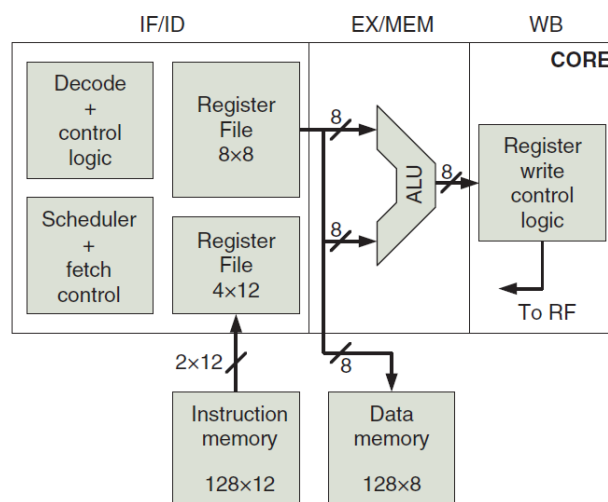 IF/ID
EX/MEM
WB
CORE
Decode
+
control
logic
Register
File
8×8
8
8
ALU
8
Register
write
control
logic
Scheduler
+
fetch
control
Register
File
4×12
To RF
2×12
8
Instruction
memory
128×12
Data
memory
128×8